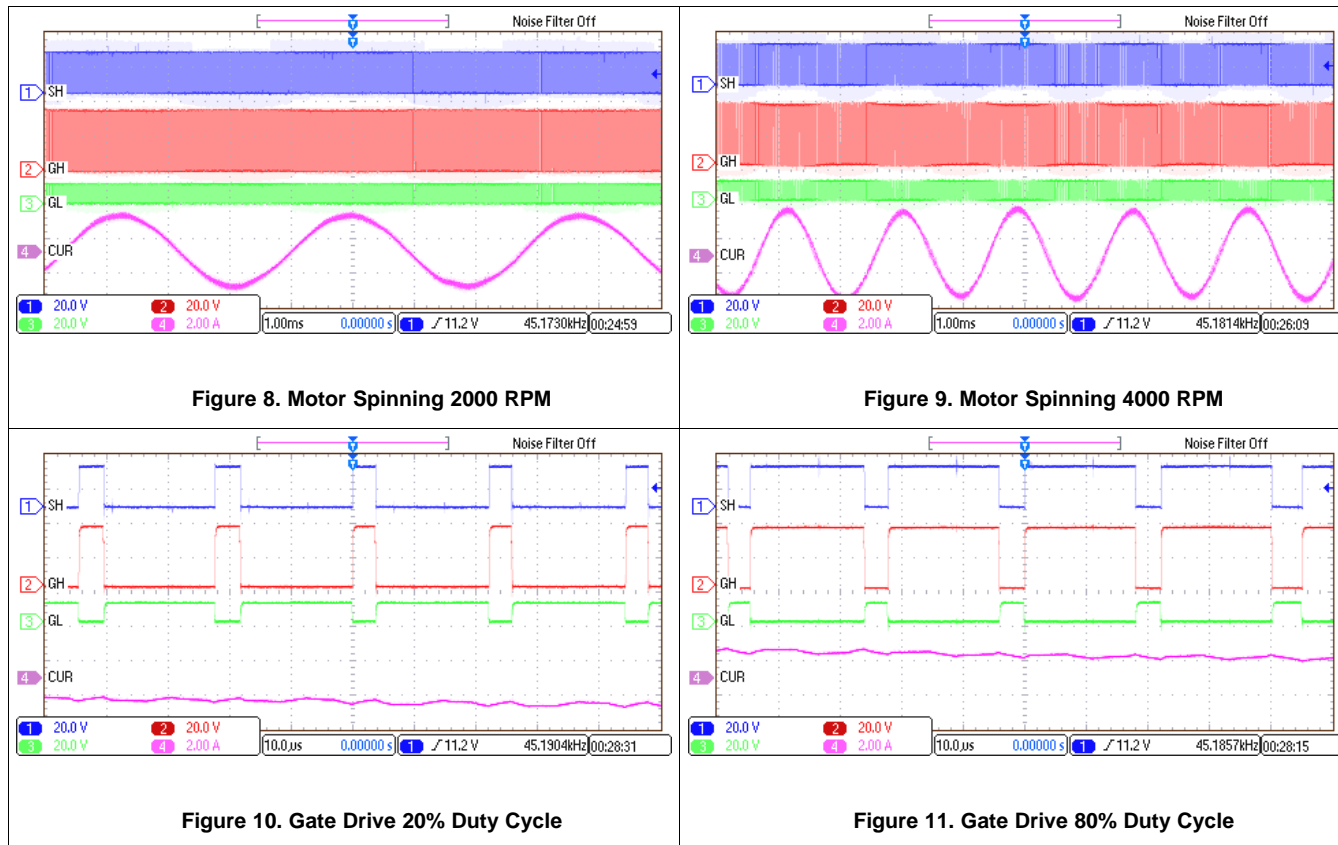 Noise Filter Off
T
T
1 SH
2 GH
3 GL
4 CUR
1 20.0 V 2 20.0 V
3 20.0 V 4 2.00 A
1.00ms 0.00000 s 1 11.2 V 45.1730kHz 00:24:59
Figure 8. Motor Spinning 2000 RPM
Noise Filter Off
T
T
1 SH
2 GH
3 GL
4 CUR
1 20.0 V 2 20.0 V
3 20.0 V 4 2.00 A
1.00ms 0.00000 s 1 11.2 V 45.1814kHz 00:26:09
Figure 9. Motor Spinning 4000 RPM
Noise Filter Off
T
T
1 SH
2 GH
3 GL
4 CUR
1 20.0 V 2 20.0 V
3 20.0 V 4 2.00 A
10.0µs 0.00000 s 1 11.2 V 45.1904kHz 00:28:31
Figure 10. Gate Drive 20% Duty Cycle
Noise Filter Off
T
T
1 SH
2 GH
3 GL
4 CUR
1 20.0 V 2 20.0 V
3 20.0 V 4 2.00 A
10.0µs 0.00000 s 1 11.2 V 45.1857kHz 00:28:15
Figure 11. Gate Drive 80% Duty Cycle